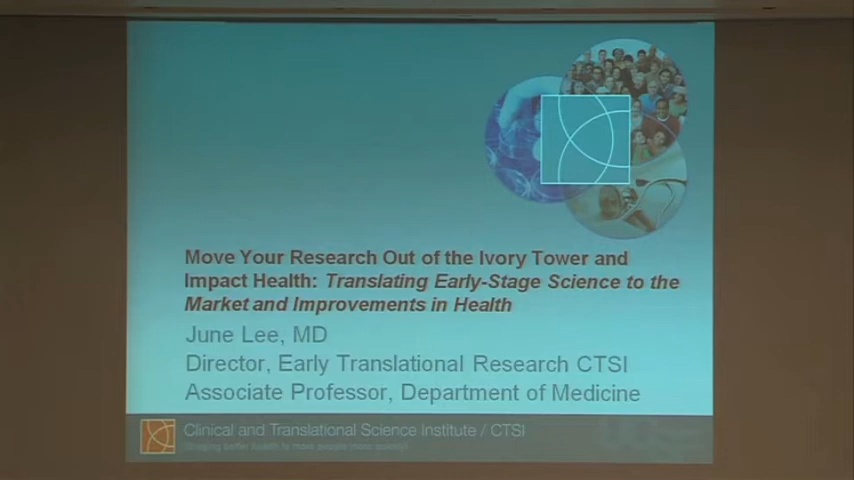 Move Your Research Out of the Ivory Tower and
Impact Health: Translating Early-Stage Science to the
Market and Improvements in Health
June Lee, MD
Director, Early Translational Research CTSI
Associate Professor, Department of Medicine
Clinical and Translational Science Institute / CTSI